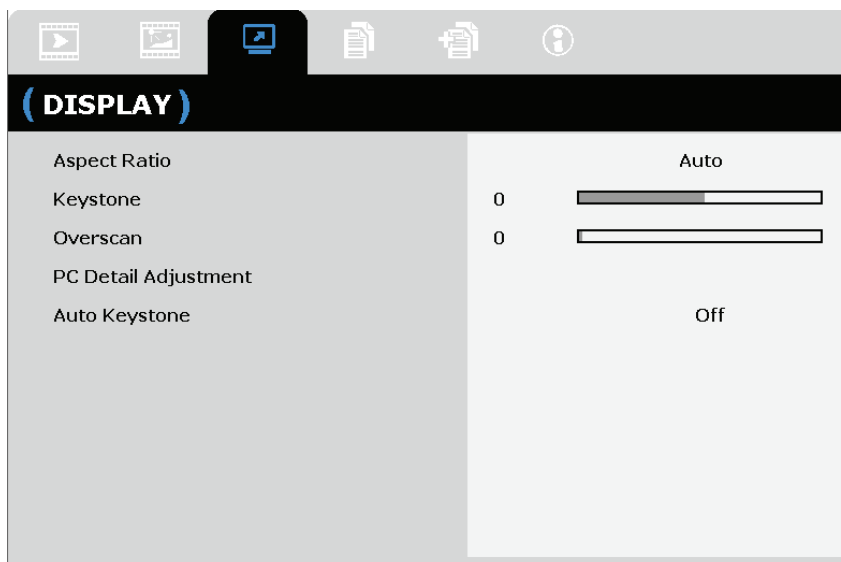 (DISPLAY)
Aspect Ratio Auto
Keystone 0
Overscan 0
PC Detail Adjustment
Auto Keystone Off